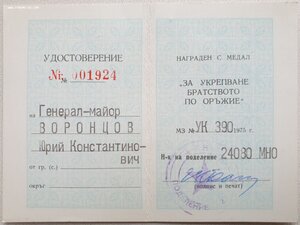 УДОСТОВЕРЕНИЕ
№ 001924
на Генерал-майор
ВОРОНЦОВ
Юрий Константино-
вич
от гр. (с.)
окръг
НАГРАДЕН С МЕДАЛ
"ЗА УКРЕПВАНЕ
БРАТСТВОТО
ПО ОРЪЖИЕ"
МЗ № УК 390 1975 г.
Н-к на поделение 24030 МНО
(подпис и печат)